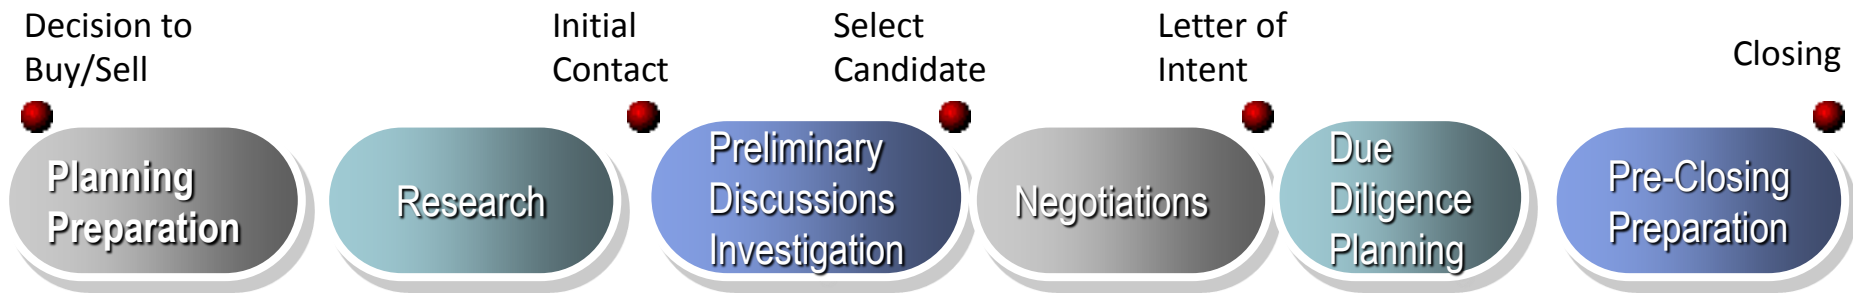 Decision to
Buy/Sell
Initial
Contact
Select
Candidate
Letter of
Intent
Closing
Planning
Preparation
Research
Preliminary
Discussions
Investigation
Negotiations
Due
Diligence
Planning
Pre-Closing
Preparation